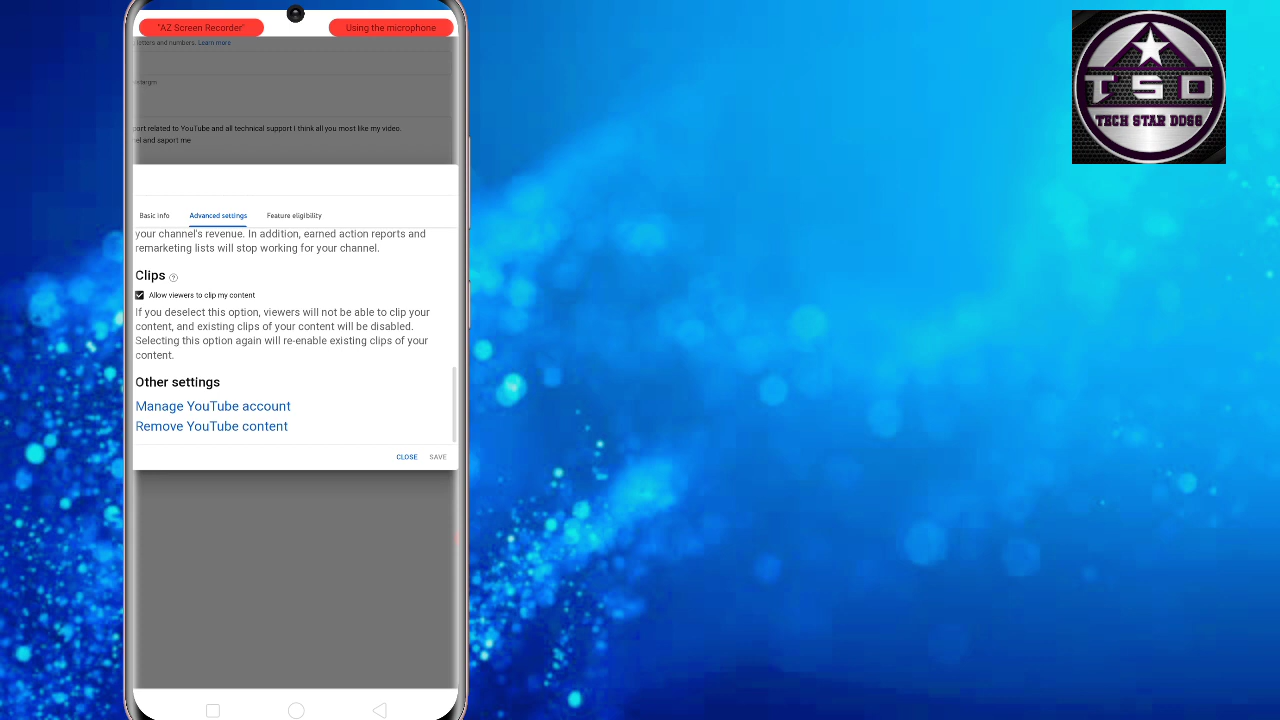 "AZ Screen Recorder"
Using the microphone
letters and numbers. Learn more
port related to YouTube and all technical support I think all you most like my video.
el and saport me
Basic info
Advanced settings
Feature eligibility
your channel's revenue. In addition, earned action reports and
remarketing lists will stop working for your channel.
Clips ?
Allow viewers to clip my content
If you deselect this option, viewers will not be able to clip your
content, and existing clips of your content will be disabled.
Selecting this option again will re-enable existing clips of your
content.
Other settings
Manage YouTube account
Remove YouTube content
CLOSE
SAVE
TSD
TECH STAR DDSG